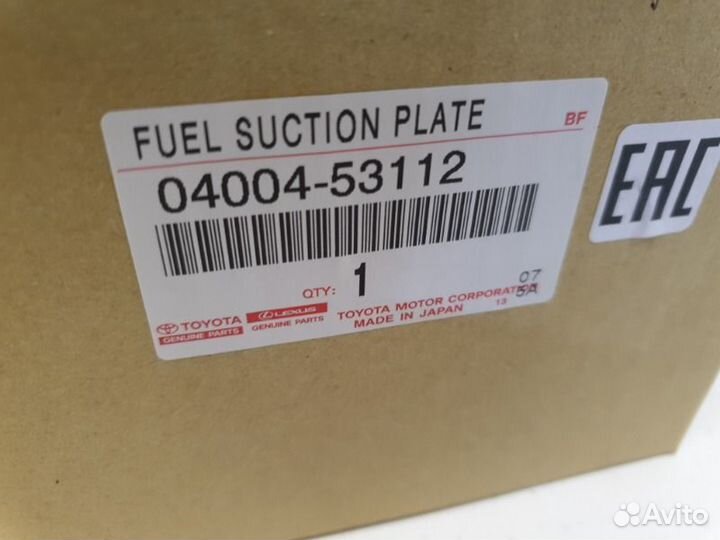 FUEL SUCTION PLATE
BF
04004-53112
EAC
QTY: 1
07
5A
TOYOTA
GENUINE PARTS
LEXUS
GENUINE PARTS
TOYOTA MOTOR CORPORATION
13
MADE IN JAPAN
Avito